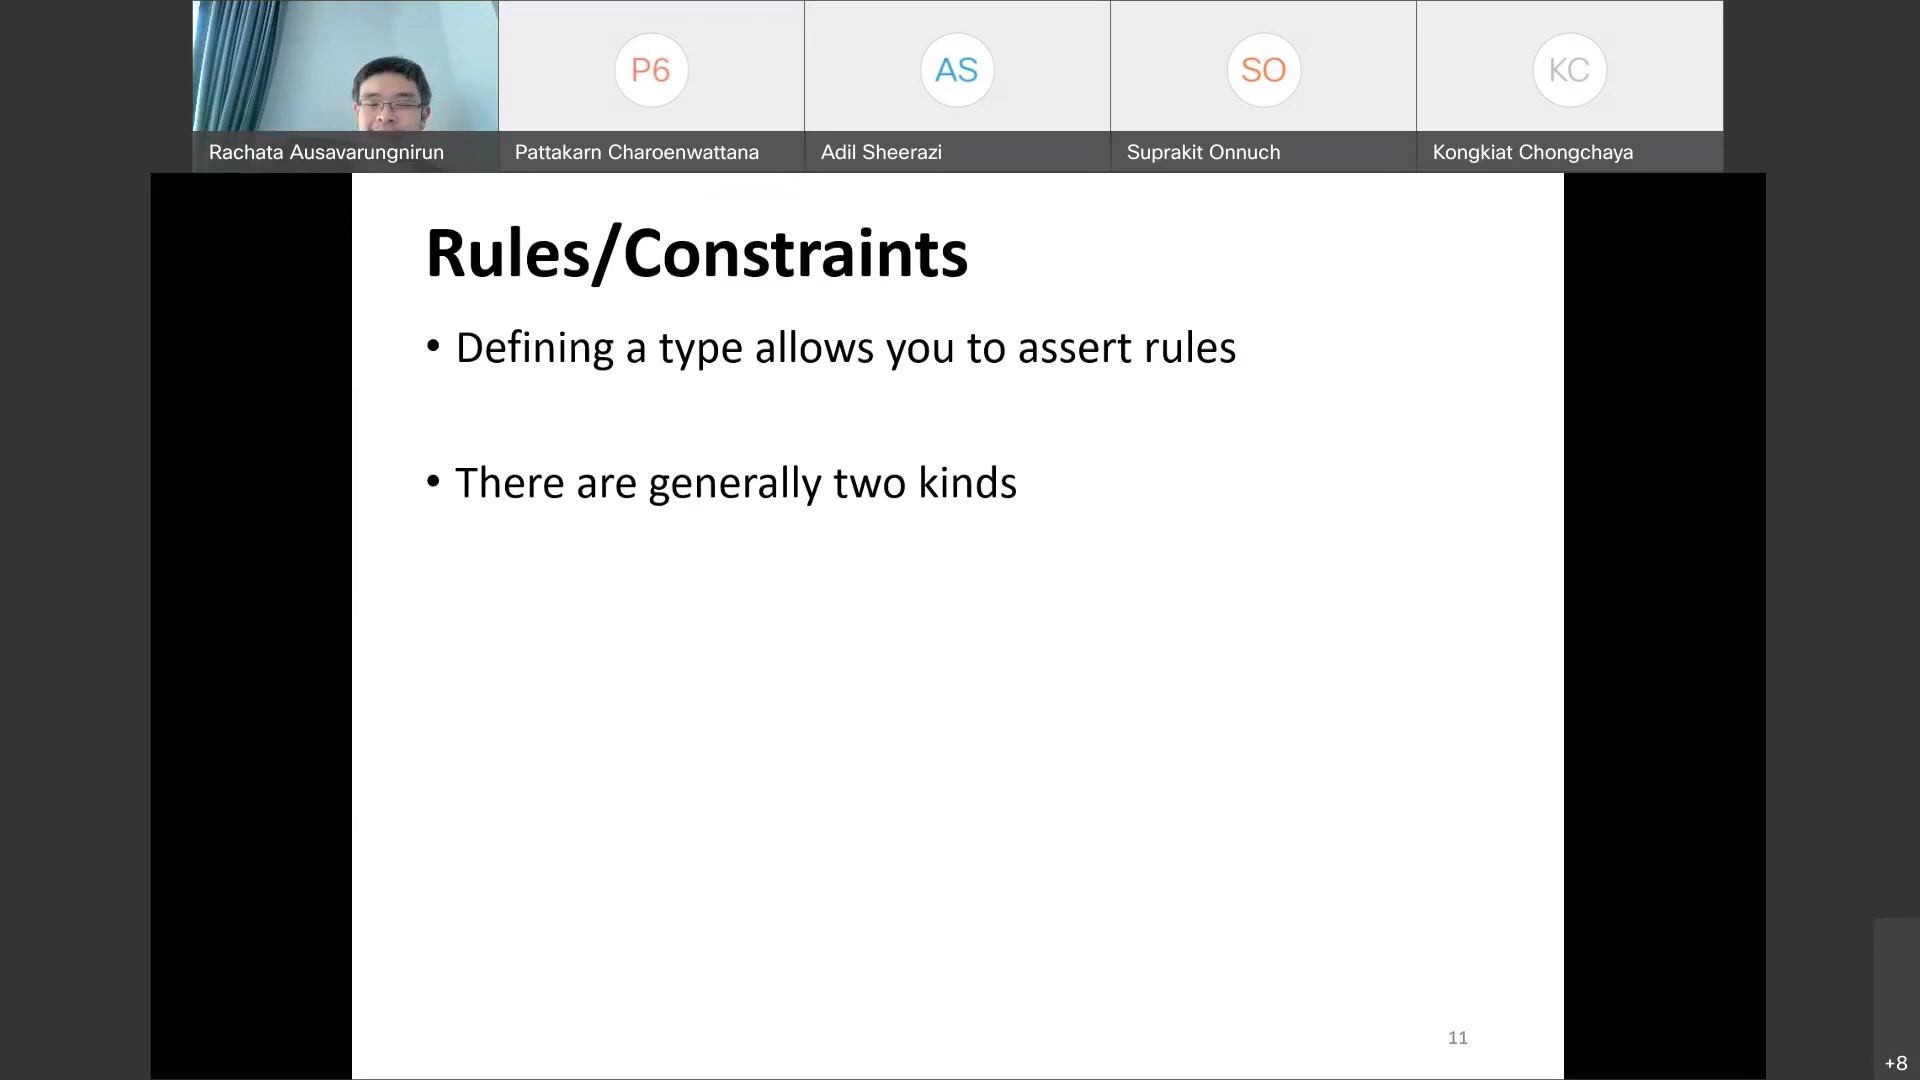 P6
AS
SO
KC
Rachata Ausavarungnirun
Pattakarn Charoenwattana
Adil Sheerazi
Suprakit Onnuch
Kongkiat Chongchaya
Rules/Constraints
• Defining a type allows you to assert rules
• There are generally two kinds
11
+8